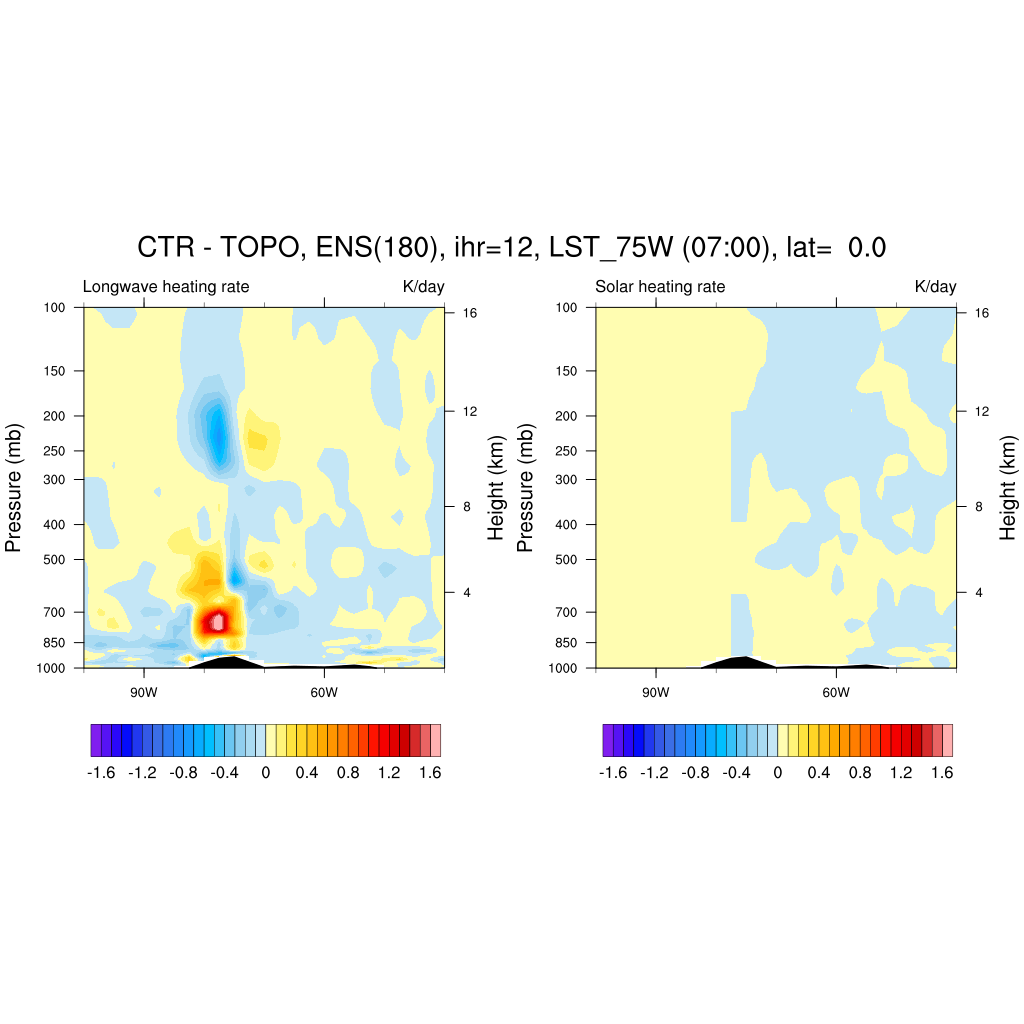 CTR - TOPO, ENS(180), ihr=12, LST_75W (07:00), lat=  0.0
Longwave heating rate K/day
Pressure (mb)
100
150
200
250
300
400
500
700
850
1000
16
12
8
4
Height (km)
90W 60W
-1.6 -1.2 -0.8 -0.4 0 0.4 0.8 1.2 1.6
Solar heating rate K/day
Pressure (mb)
100
150
200
250
300
400
500
700
850
1000
16
12
8
4
Height (km)
90W 60W
-1.6 -1.2 -0.8 -0.4 0 0.4 0.8 1.2 1.6